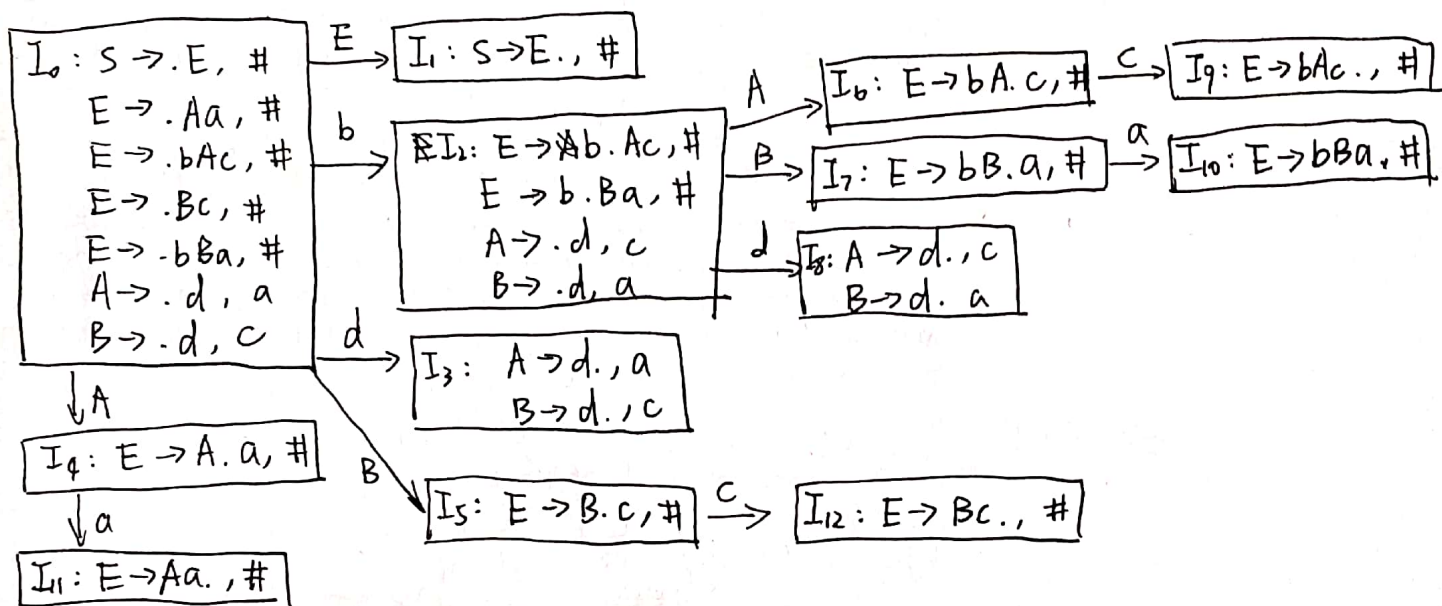 I₀: S → .E, #
E → .Aa, #
E → .bAc, #
E → .Bc, #
E → .bBa, #
A → .d, a
B → .d, c
E
I₁: S → E., #
b
I₂: E → b.Ac, #
E → b.Ba, #
A → .d, c
B → .d, a
A
I₆: E → bA.c, #
c
I₉: E → bAc., #
B
I₇: E → bB.a, #
a
I₁₀: E → bBa. #
d
I₈: A → d., c
B → d. a
d
I₃: A → d., a
B → d., c
A
I₄: E → A.a, #
a
I₁₁: E → Aa., #
B
I₅: E → B.c, #
c
I₁₂: E → Bc., #